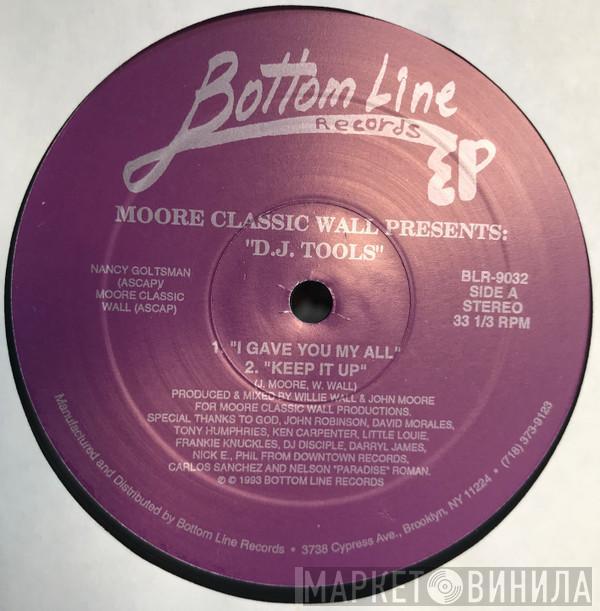 Bottom Line
Records
EP
MOORE CLASSIC WALL PRESENTS:
"D.J. TOOLS"
NANCY GOLTSMAN
(ASCAP)/
MOORE CLASSIC
WALL (ASCAP)
BLR-9032
SIDE A
STEREO
33 1/3 RPM
1. "I GAVE YOU MY ALL"
2. "KEEP IT UP"
(J. MOORE, W. WALL)
PRODUCED & MIXED BY WILLIE WALL & JOHN MOORE
FOR MOORE CLASSIC WALL PRODUCTIONS.
SPECIAL THANKS TO GOD, JOHN ROBINSON, DAVID MORALES,
TONY HUMPHRIES, KEN CARPENTER, LITTLE LOUIE,
FRANKIE KNUCKLES, DJ DISCIPLE, DARRYL JAMES,
NICK E., PHIL FROM DOWNTOWN RECORDS,
CARLOS SANCHEZ AND NELSON "PARADISE" ROMAN.
℗ © 1993 BOTTOM LINE RECORDS
Manufactured and Distributed by Bottom Line Records • 3738 Cypress Ave., Brooklyn, NY 11224 • (718) 373-9123
МАРКЕТ ВИНИЛА